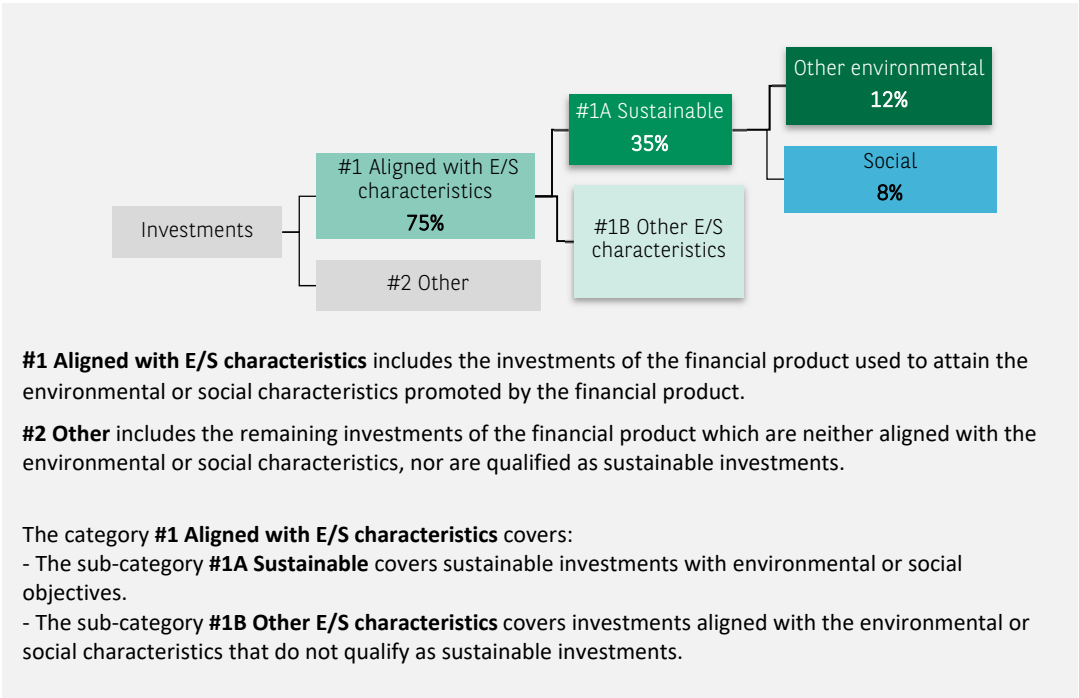 Other environmental
12%
#1A Sustainable
35%
Social
8%
#1 Aligned with E/S
characteristics
75%
#1B Other E/S
characteristics
Investments
#2 Other
#1 Aligned with E/S characteristics includes the investments of the financial product used to attain the
environmental or social characteristics promoted by the financial product.
#2 Other includes the remaining investments of the financial product which are neither aligned with the
environmental or social characteristics, nor are qualified as sustainable investments.
The category #1 Aligned with E/S characteristics covers:
- The sub-category #1A Sustainable covers sustainable investments with environmental or social
objectives.
- The sub-category #1B Other E/S characteristics covers investments aligned with the environmental or
social characteristics that do not qualify as sustainable investments.